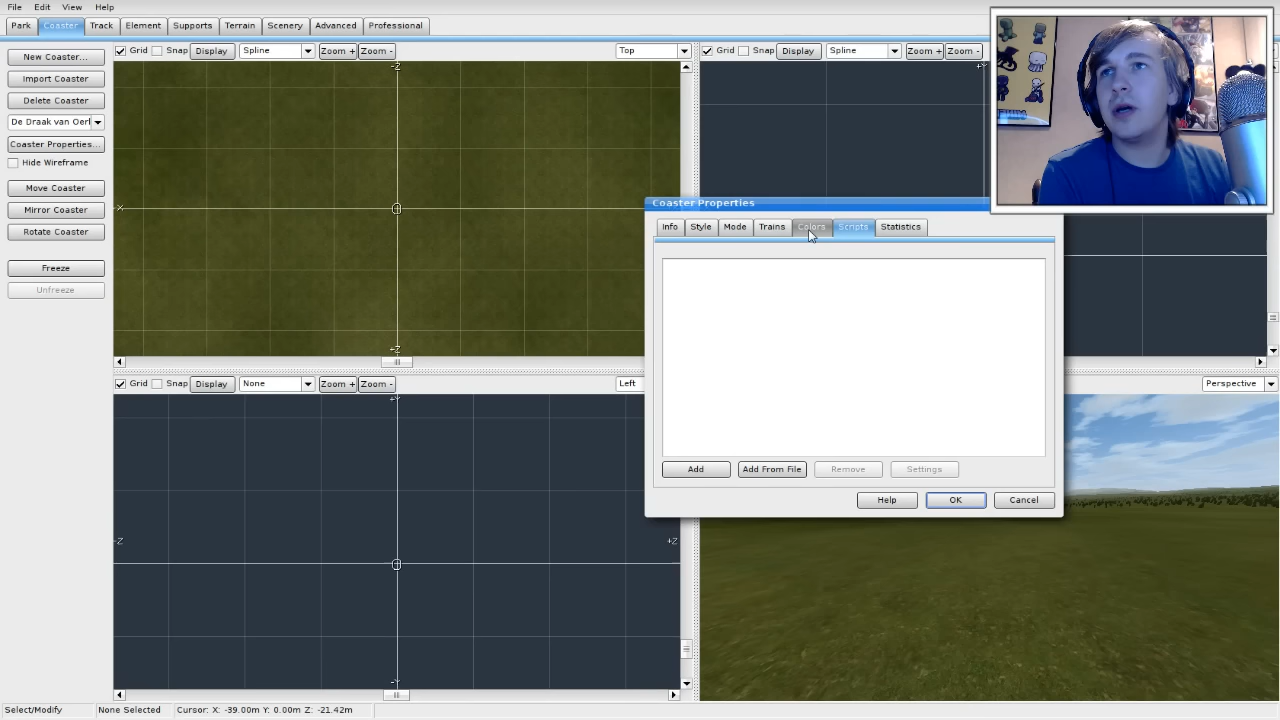 File Edit View Help
Park Coaster Track Element Supports Terrain Scenery Advanced Professional
New Coaster...
Import Coaster
Delete Coaster
De Draak van Oerl
Coaster Properties...
Hide Wireframe
Move Coaster
Mirror Coaster
Rotate Coaster
Freeze
Unfreeze
Grid Snap Display Spline Zoom + Zoom - Top
Grid Snap Display Spline Zoom + Zoom -
-Z
-X
+Z
+Y
Coaster Properties
Info Style Mode Trains Colors Scripts Statistics
Add Add From File Remove Settings
Help OK Cancel
Grid Snap Display None Zoom + Zoom - Left
Perspective
+Y
-Z
+Z
-Y
Select/Modify None Selected Cursor: X: -39.00m Y: 0.00m Z: -21.42m